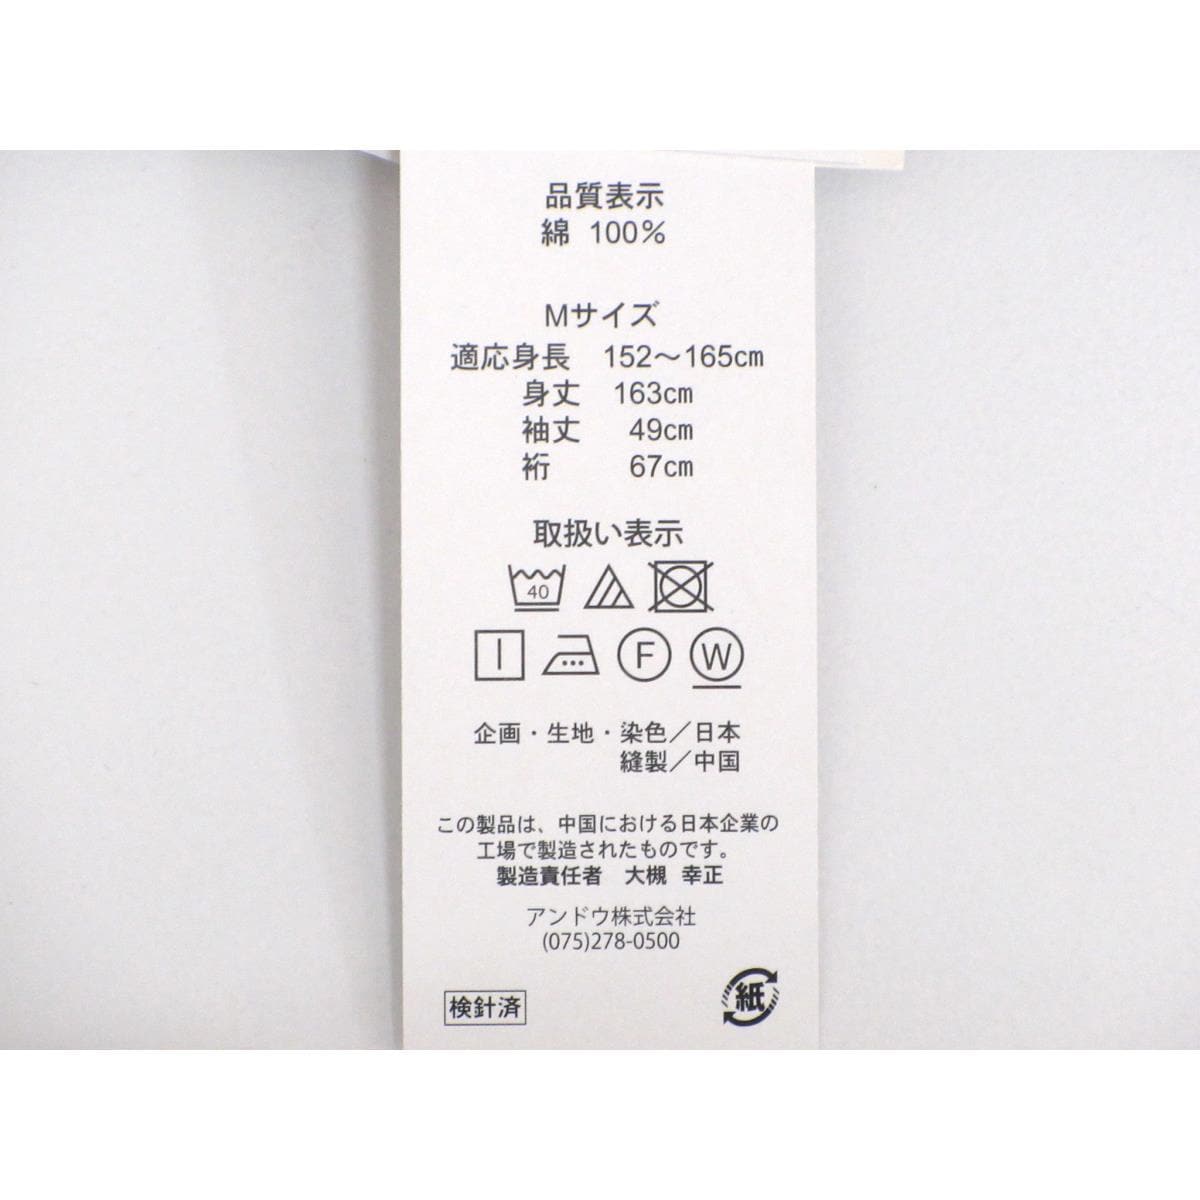 品質表示
綿 100％
Mサイズ
適応身長 152～165㎝
身丈 163㎝
袖丈 49㎝
裄 67㎝
取扱い表示
40
F W
企画・生地・染色／日本
縫製／中国
この製品は、中国における日本企業の
工場で製造されたものです。
製造責任者 大槻 幸正
アンドウ株式会社
(075)278-0500
検針済
紙